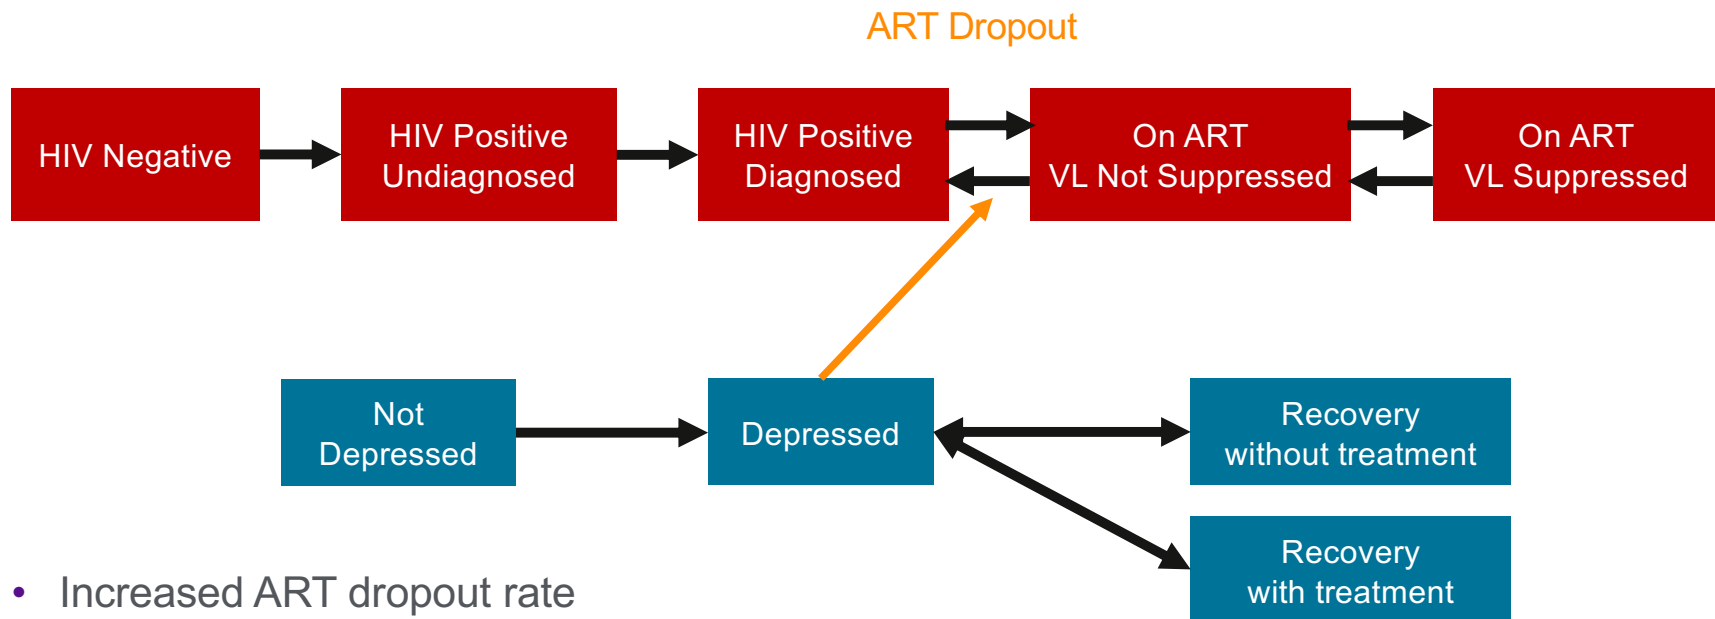 ART Dropout
HIV Negative
HIV Positive
Undiagnosed
HIV Positive
Diagnosed
On ART
VL Not Suppressed
On ART
VL Suppressed
Not
Depressed
Depressed
Recovery
without treatment
Recovery
with treatment
• Increased ART dropout rate